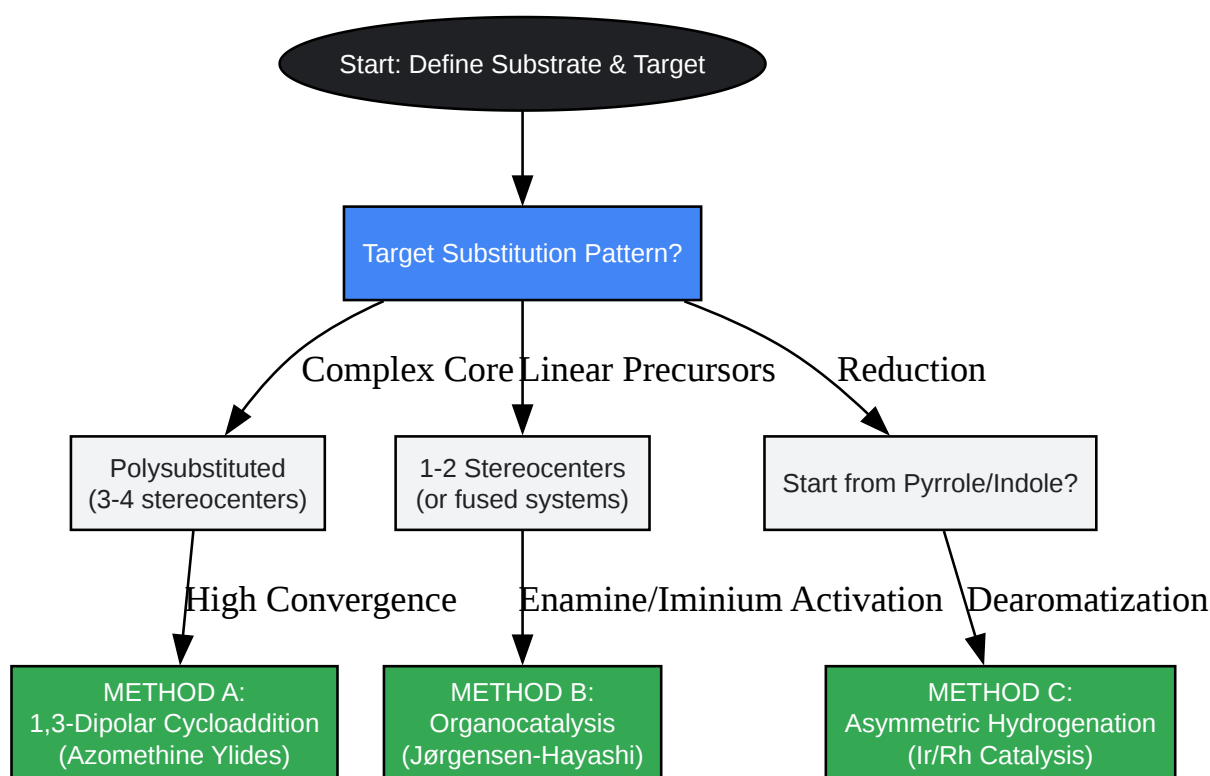 Start: Define Substrate & Target
Target Substitution Pattern?
Complex Core
Linear Precursors
Reduction
Polysubstituted
(3-4 stereocenters)
1-2 Stereocenters
(or fused systems)
Start from Pyrrole/Indole?
High Convergence
Enamine/Iminium Activation
Dearomatization
METHOD A:
1,3-Dipolar Cycloaddition
(Azomethine Ylides)
METHOD B:
Organocatalysis
(Jørgensen-Hayashi)
METHOD C:
Asymmetric Hydrogenation
(Ir/Rh Catalysis)